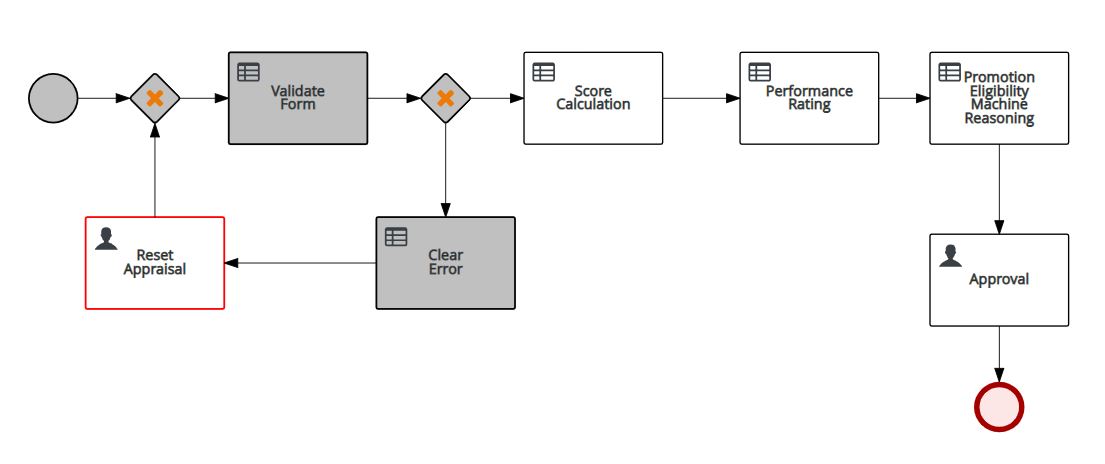 Validate
Form
Score
Calculation
Performance
Rating
Promotion
Eligibility
Machine
Reasoning
Reset
Appraisal
Clear
Error
Approval